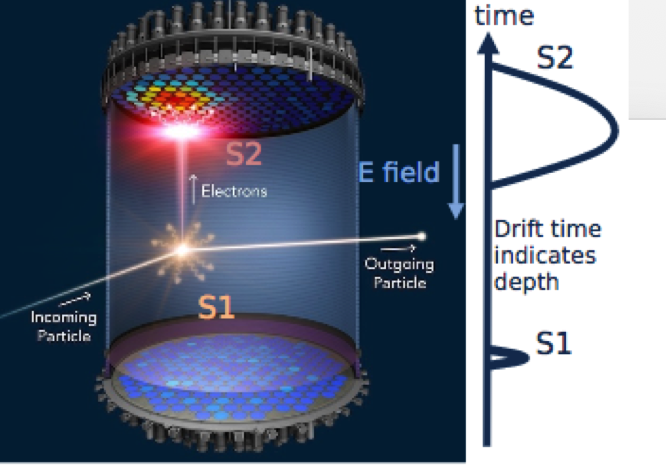 time
S2
S2
E field
Electrons
Drift time
indicates
depth
Outgoing
Particle
S1
Incoming
Particle
S1